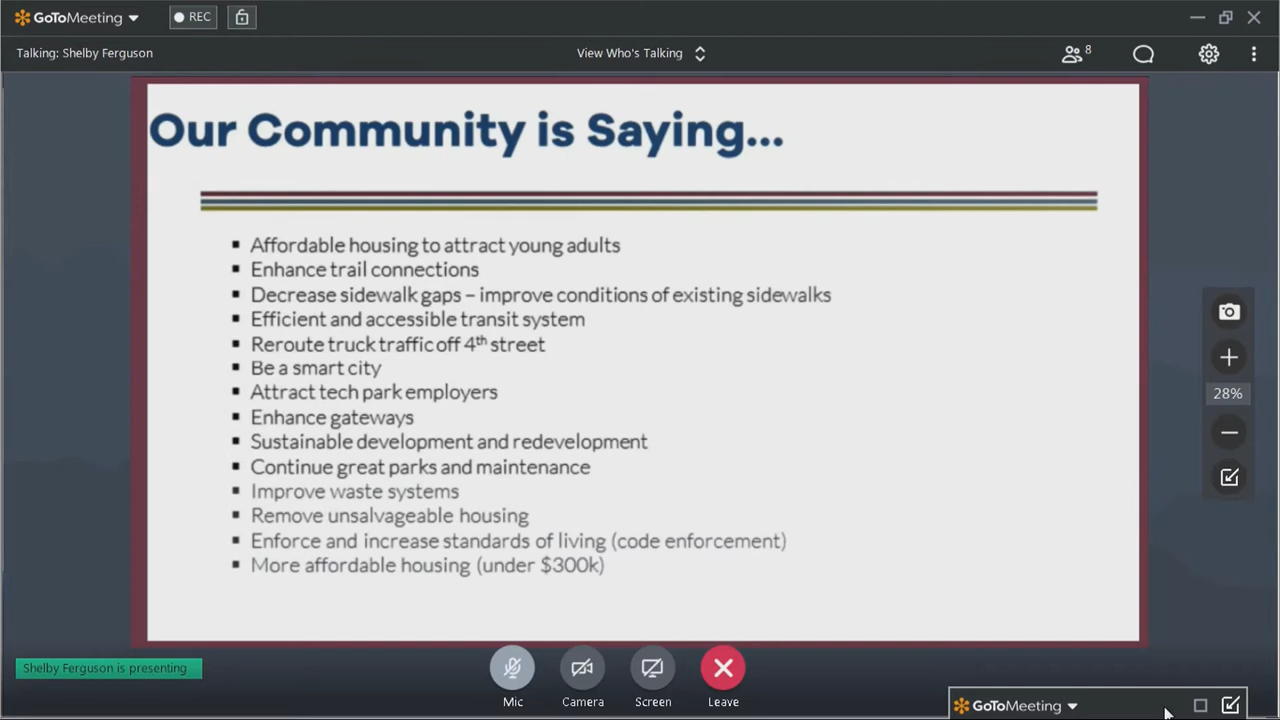 GoToMeeting
REC
Talking: Shelby Ferguson
View Who's Talking
8
Our Community is Saying...
▪ Affordable housing to attract young adults
▪ Enhance trail connections
▪ Decrease sidewalk gaps – improve conditions of existing sidewalks
▪ Efficient and accessible transit system
▪ Reroute truck traffic off 4th street
▪ Be a smart city
▪ Attract tech park employers
▪ Enhance gateways
▪ Sustainable development and redevelopment
▪ Continue great parks and maintenance
▪ Improve waste systems
▪ Remove unsalvageable housing
▪ Enforce and increase standards of living (code enforcement)
▪ More affordable housing (under $300k)
28%
Shelby Ferguson is presenting
Mic
Camera
Screen
Leave
GoToMeeting